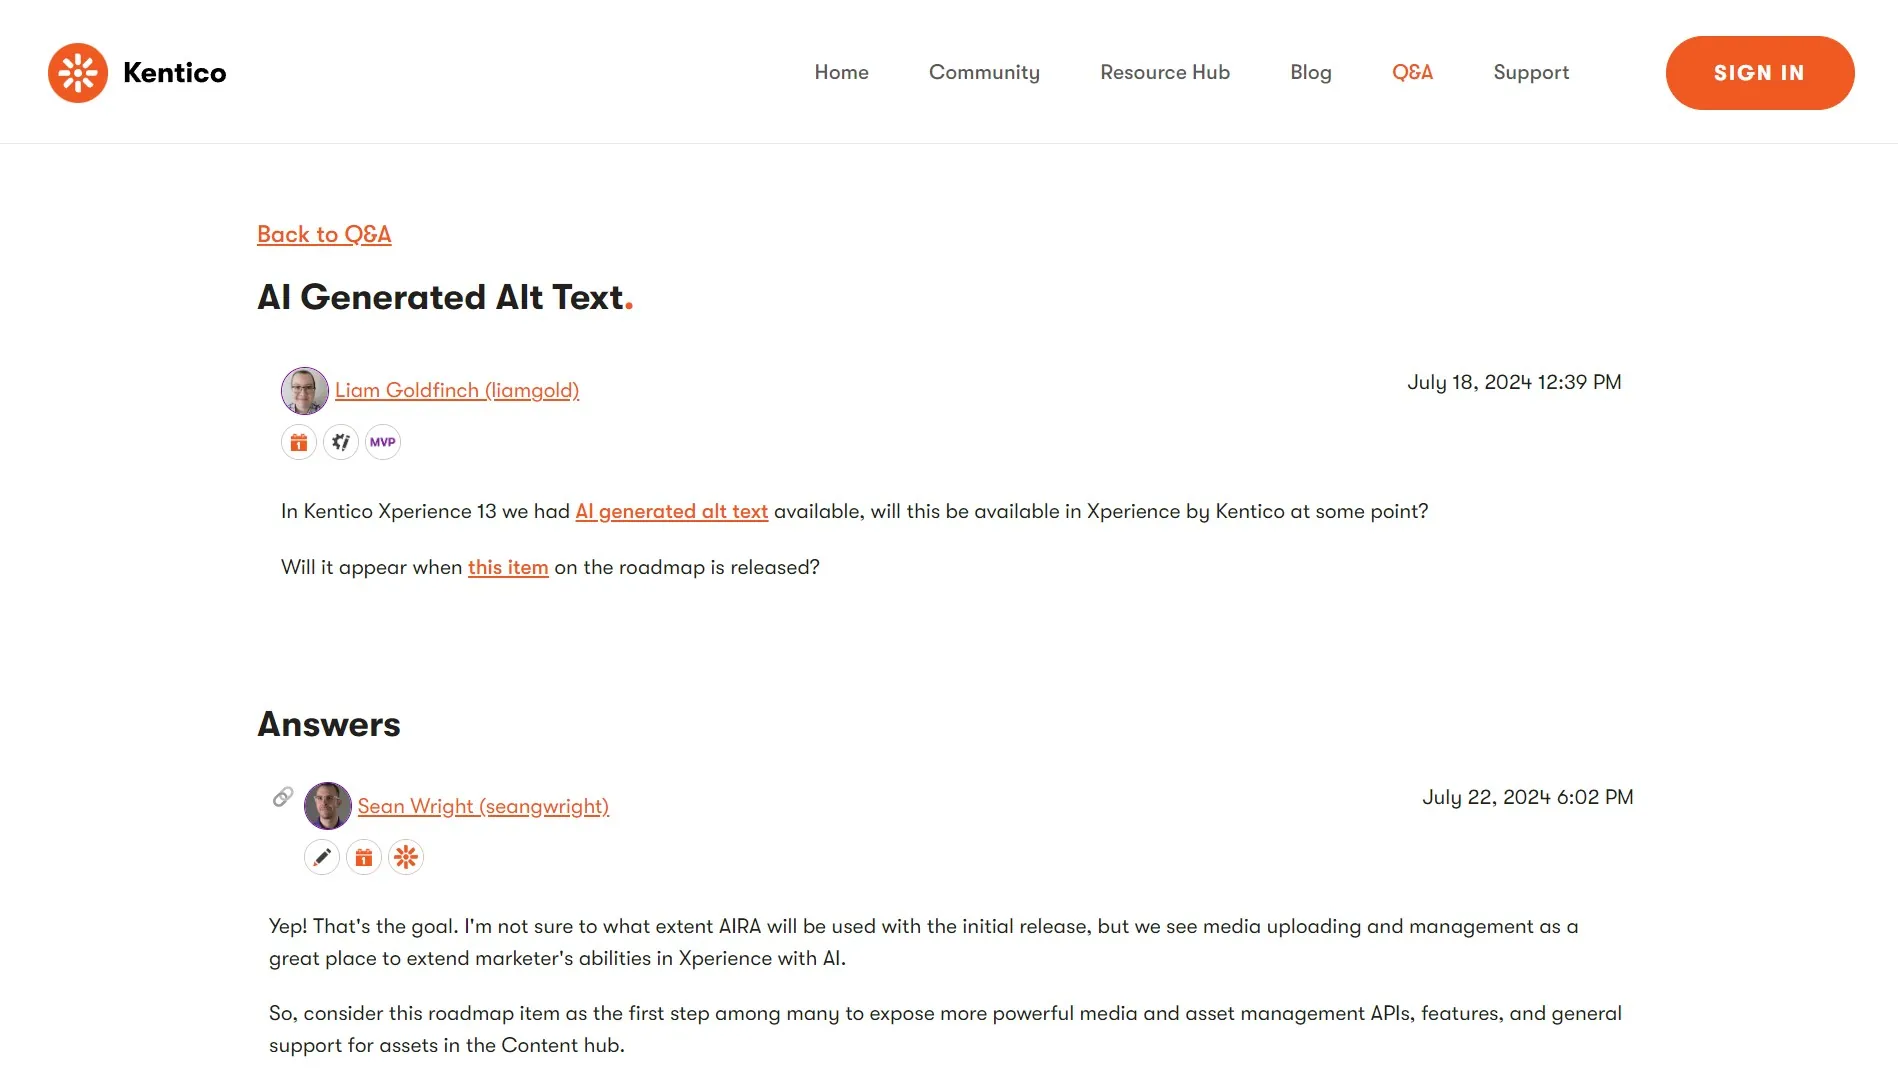 Kentico
Home
Community
Resource Hub
Blog
Q&A
Support
SIGN IN
Back to Q&A
AI Generated Alt Text.
Liam Goldfinch (liamgold)
July 18, 2024 12:39 PM
1
MVP
In Kentico Xperience 13 we had AI generated alt text available, will this be available in Xperience by Kentico at some point?
Will it appear when this item on the roadmap is released?
Answers
Sean Wright (seangwright)
July 22, 2024 6:02 PM
1
Yep! That's the goal. I'm not sure to what extent AIRA will be used with the initial release, but we see media uploading and management as a
great place to extend marketer's abilities in Xperience with AI.
So, consider this roadmap item as the first step among many to expose more powerful media and asset management APIs, features, and general
support for assets in the Content hub.